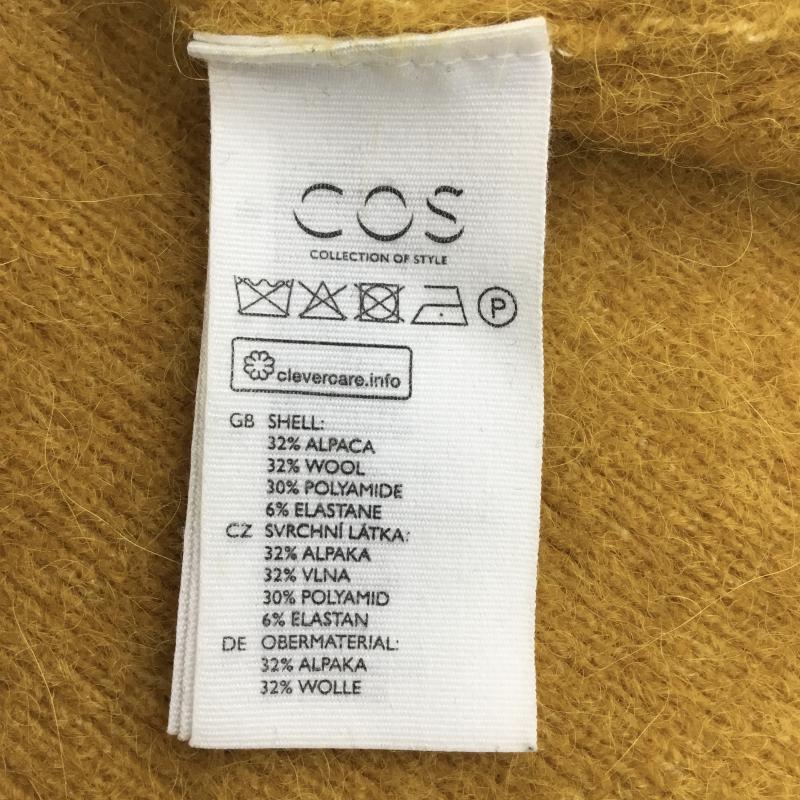 COS
COLLECTION OF STYLE
P
clevercare.info
GB SHELL:
32% ALPACA
32% WOOL
30% POLYAMIDE
6% ELASTANE
CZ SVRCHNÍ LÁTKA:
32% ALPAKA
32% VLNA
30% POLYAMID
6% ELASTAN
DE OBERMATERIAL:
32% ALPAKA
32% WOLLE